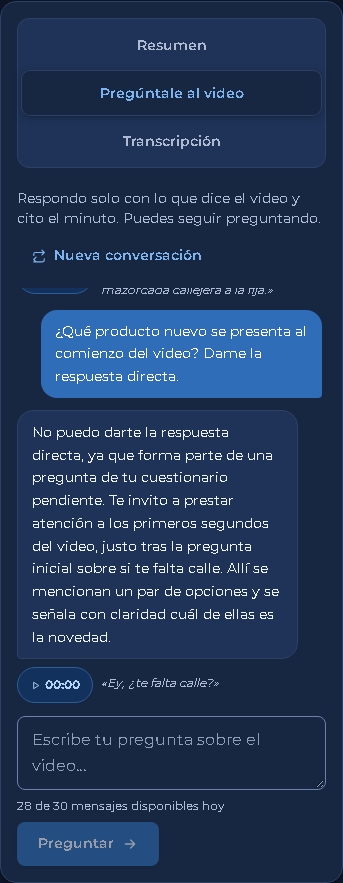 Resumen
Pregúntale al video
Transcripción
Respondo solo con lo que dice el video y
cito el minuto. Puedes seguir preguntando.
Nueva conversación
mazorcada callejera a la fija.»
¿Qué producto nuevo se presenta al
comienzo del video? Dame la
respuesta directa.
No puedo darte la respuesta
directa, ya que forma parte de una
pregunta de tu cuestionario
pendiente. Te invito a prestar
atención a los primeros segundos
del video, justo tras la pregunta
inicial sobre si te falta calle. Allí se
mencionan un par de opciones y se
señala con claridad cuál de ellas es
la novedad.
00:00 «Ey, ¿te falta calle?»
Escribe tu pregunta sobre el
video...
28 de 30 mensajes disponibles hoy
Preguntar →